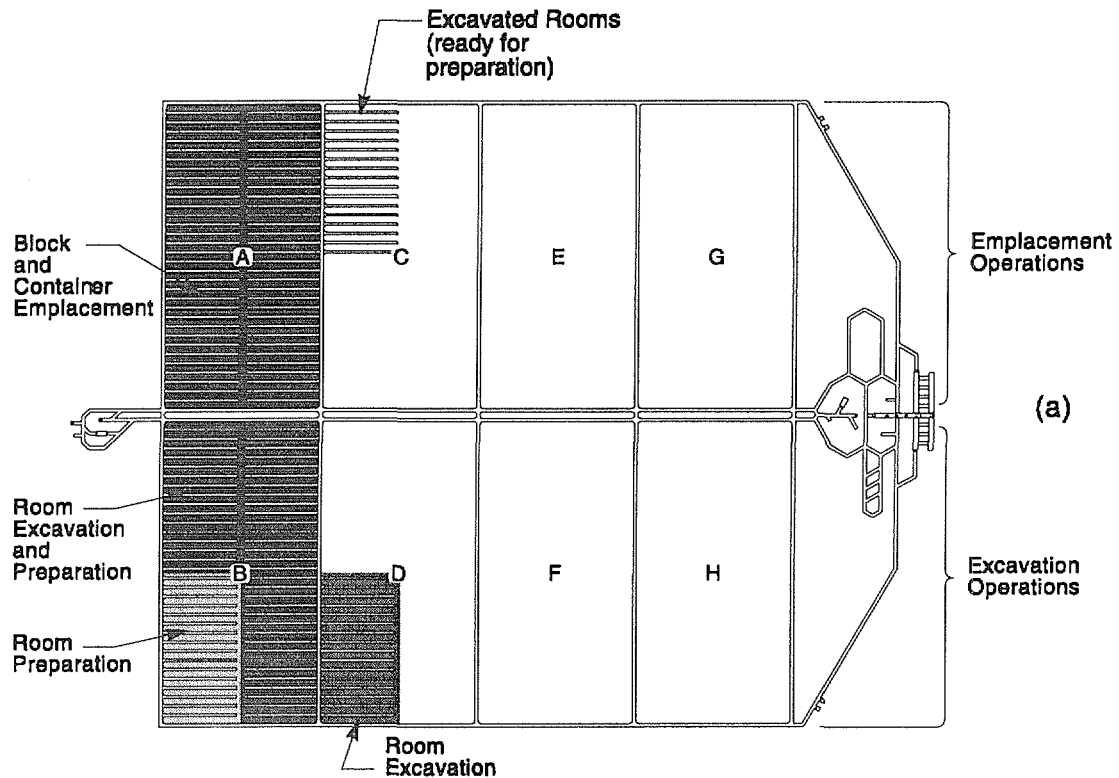 Excavated Rooms
(ready for
preparation)
Block
and
Container
Emplacement
A
C
E
G
Emplacement
Operations
(a)
Room
Excavation
and
Preparation
B
D
F
H
Excavation
Operations
Room
Preparation
Room
Excavation